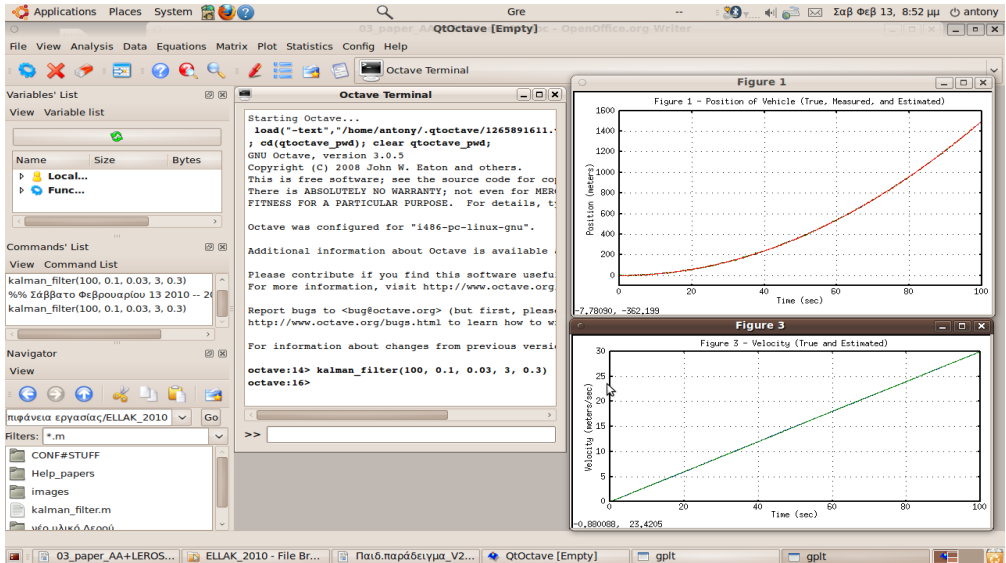 Applications Places System Gre -- Σαβ Φεβ 13, 8:52 μμ antony
QtOctave [Empty]
File View Analysis Data Equations Matrix Plot Statistics Config Help
Octave Terminal
Variables' List
View Variable list
Name Size Bytes
Local...
Func...
Commands' List
View Command List
kalman_filter(100, 0.1, 0.03, 3, 0.3)
%% Σάββατο Φεβρουαρίου 13 2010 -- 20
kalman_filter(100, 0.1, 0.03, 3, 0.3)
Navigator
View
πιφάνεια εργασίας/ELLAK_2010 Go
Filters: *.m
CONF#STUFF
Help_papers
images
kalman_filter.m
νέο υλικό Λερού
Octave Terminal
Starting Octave...
load("-text","/home/antony/.qtoctave/1265891611.
; cd(qtoctave_pwd); clear qtoctave_pwd;
GNU Octave, version 3.0.5
Copyright (C) 2008 John W. Eaton and others.
This is free software; see the source code for co
There is ABSOLUTELY NO WARRANTY; not even for MER
FITNESS FOR A PARTICULAR PURPOSE. For details, t
Octave was configured for "i486-pc-linux-gnu".
Additional information about Octave is available
Please contribute if you find this software usefu
For more information, visit http://www.octave.org
Report bugs to <bug@octave.org> (but first, pleas
http://www.octave.org/bugs.html to learn how to w
For information about changes from previous versi
octave:14> kalman_filter(100, 0.1, 0.03, 3, 0.3)
octave:16>
>>
Figure 1
Figure 1 - Position of Vehicle (True, Measured, and Estimated)
Position (meters)
1600
1400
1200
1000
800
600
400
200
0
0 20 40 60 80 100
Time (sec)
-7.78090, -362.199
Figure 3
Figure 3 - Velocity (True and Estimated)
Velocity (meters/sec)
30
25
20
15
10
5
0
0 20 40 60 80 100
Time (sec)
-0.880088, 23.4205
03_paper_AA+LEROS... ELLAK_2010 - File Br... Παιδ.παράδειγμα_V2... QtOctave [Empty] gplt gplt